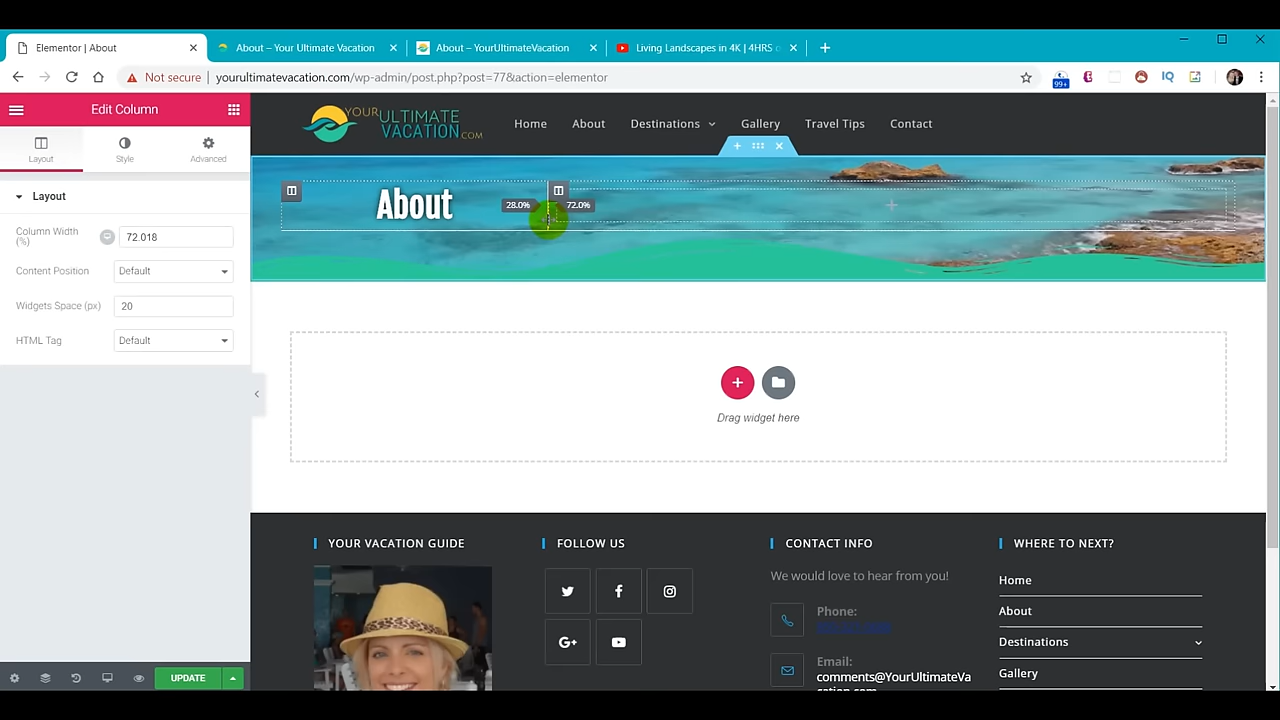 Elementor | About
About – Your Ultimate Vacation
About – YourUltimateVacation
Living Landscapes in 4K | 4HRS
Not secure
yourultimatevacation.com/wp-admin/post.php?post=77&action=elementor
99+
IQ
Edit Column
Layout
Style
Advanced
Layout
Column Width (%)
72.018
Content Position
Default
Widgets Space (px)
20
HTML Tag
Default
UPDATE
YOUR ULTIMATE
VACATION.COM
Home
About
Destinations
Gallery
Travel Tips
Contact
About
28.0%
72.0%
Drag widget here
YOUR VACATION GUIDE
FOLLOW US
G+
CONTACT INFO
We would love to hear from you!
Phone:
Email:
comments@YourUltimateVa
cation.com
WHERE TO NEXT?
Home
About
Destinations
Gallery